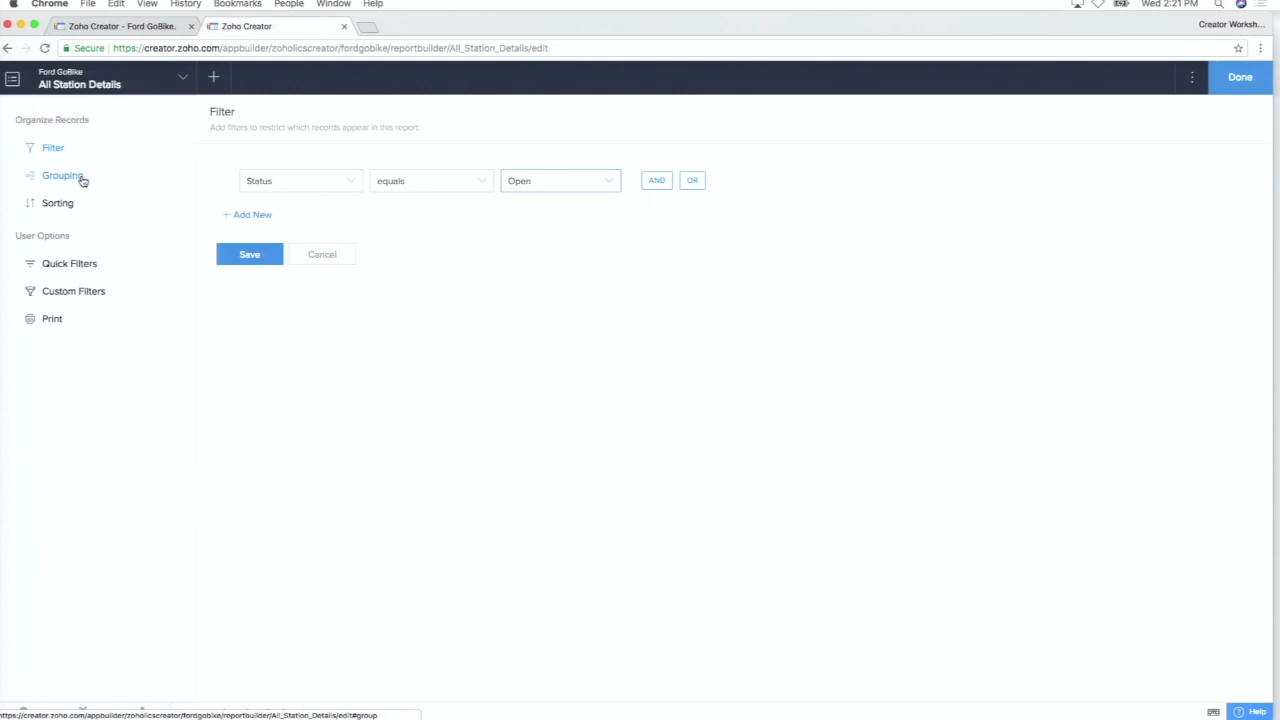 Chrome File Edit View History Bookmarks People Window Help Wed 2:21 PM
Zoho Creator - Ford GoBike. Zoho Creator Creator Worksh...
Secure https://creator.zoho.com/appbuilder/zoholicscreator/fordgobike/reportbuilder/All_Station_Details/edit
Ford GoBike
All Station Details
Done
Organize Records
Filter
Grouping
Sorting
User Options
Quick Filters
Custom Filters
Print
Filter
Add filters to restrict which records appear in this report.
Status equals Open AND OR
+ Add New
Save Cancel
https://creator.zoho.com/appbuilder/zoholicscreator/fordgobike/reportbuilder/All_Station_Details/edit#group
Help